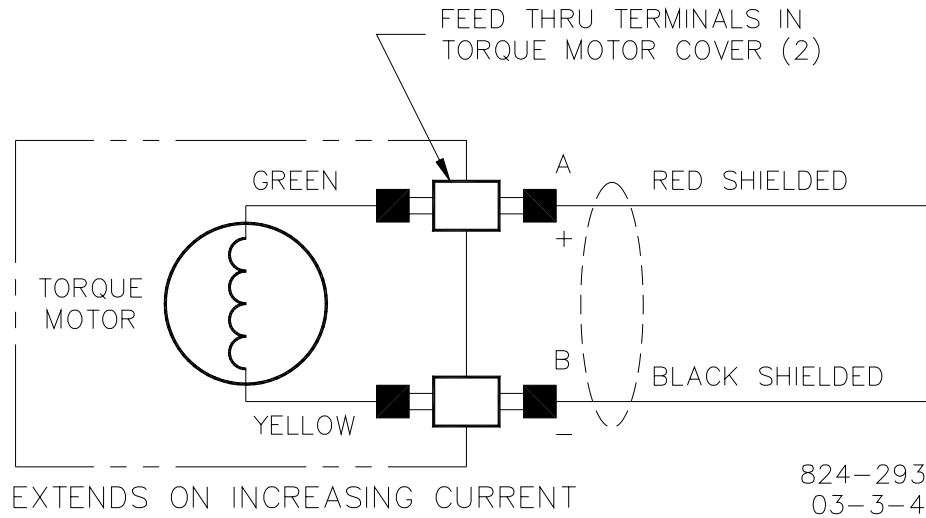 FEED THRU TERMINALS IN
TORQUE MOTOR COVER (2)
GREEN
A
RED SHIELDED
+
TORQUE
MOTOR
B
BLACK SHIELDED
YELLOW
−
EXTENDS ON INCREASING CURRENT
824-293
03-3-4